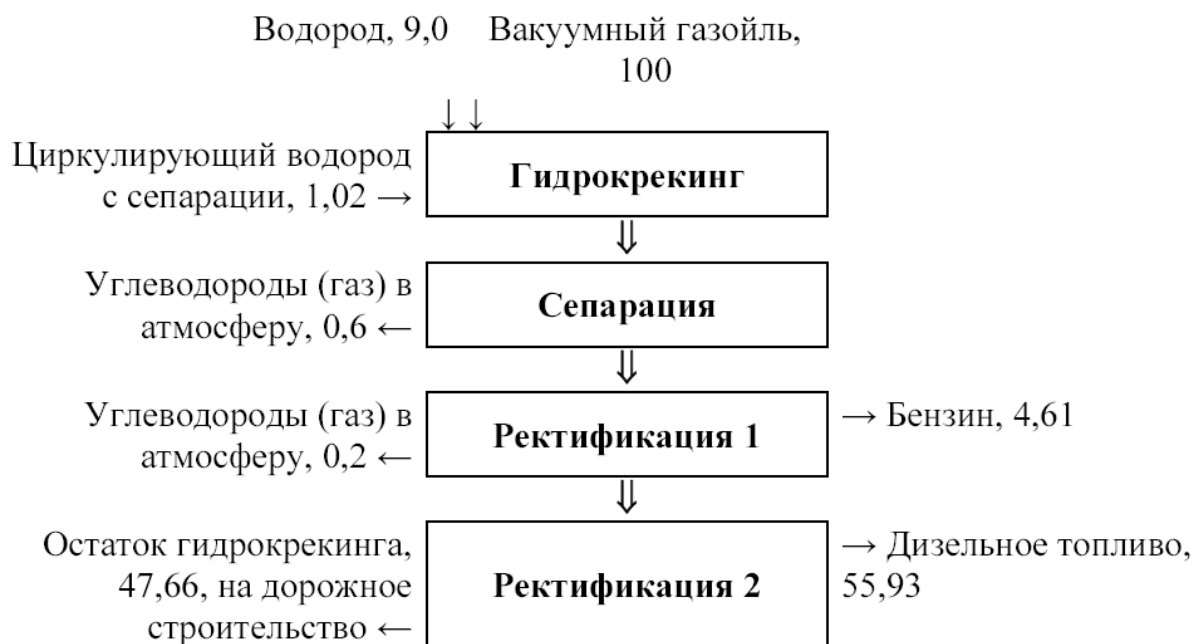 Водород, 9,0 Вакуумный газойль,
100
↓ ↓
Циркулирующий водород
с сепарации, 1,02 →
Гидрокрекинг
⇓
Углеводороды (газ) в
атмосферу, 0,6 ←
Сепарация
⇓
Углеводороды (газ) в
атмосферу, 0,2 ←
Ректификация 1
→ Бензин, 4,61
⇓
Остаток гидрокрекинга,
47,66, на дорожное
строительство ←
Ректификация 2
→ Дизельное топливо,
55,93